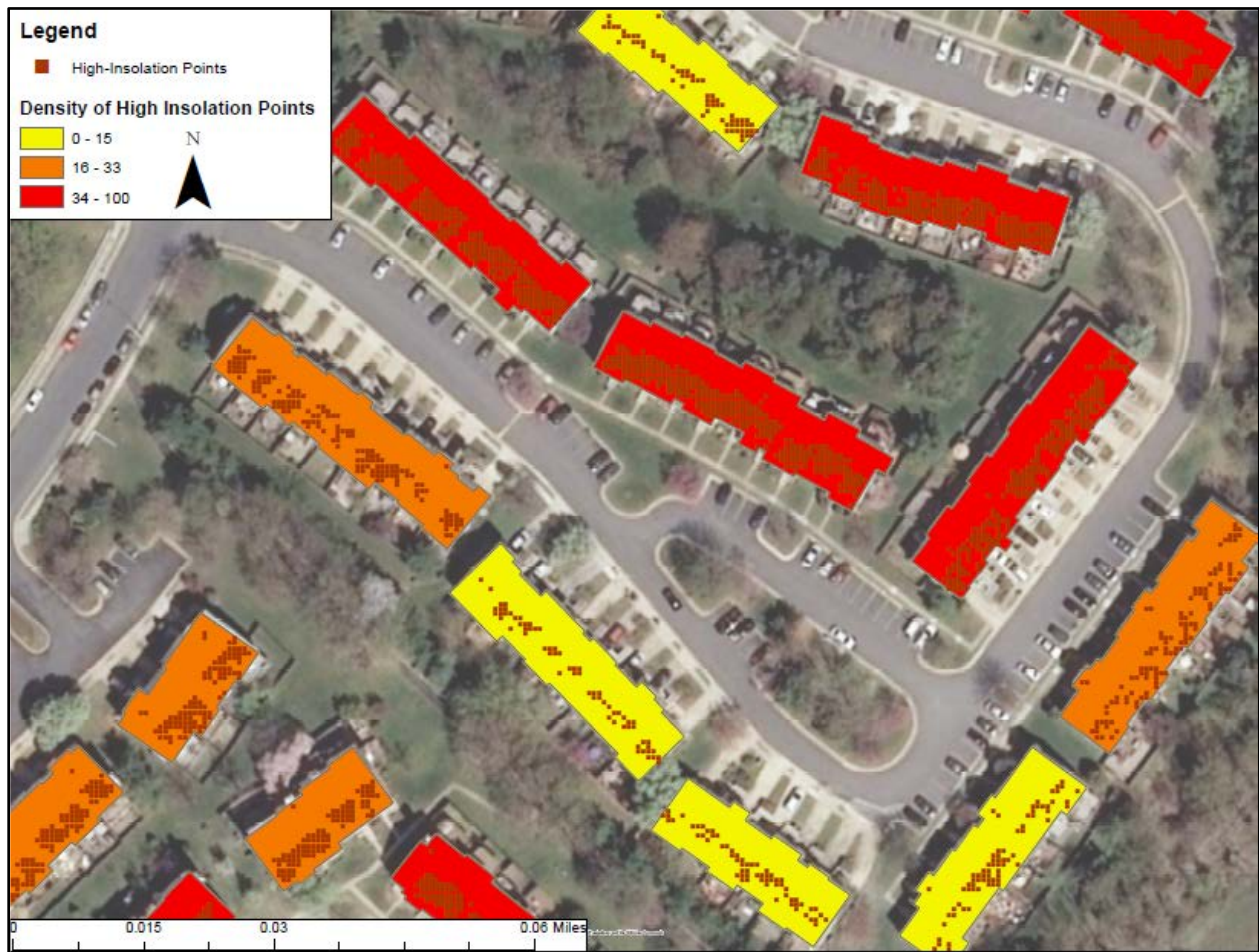 Legend
High-Insolation Points
Density of High Insolation Points
0 - 15
N
16 - 33
34 - 100
0 0.015 0.03 0.06 Miles